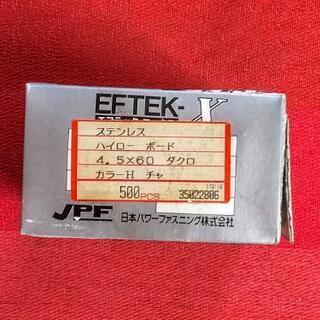 EFTEK-X
ステンレス
ハイロー ボード
4.5×60 ダクロ
カラーH チャ
500PCS. 35022806
JPF 日本パワーファスニング株式会社